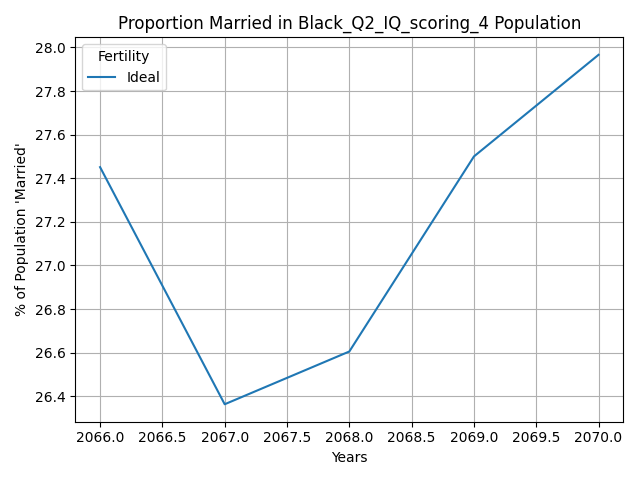 Proportion Married in Black_Q2_IQ_scoring_4 Population
Fertility
Ideal
% of Population 'Married'
28.0
27.8
27.6
27.4
27.2
27.0
26.8
26.6
26.4
2066.0 2066.5 2067.0 2067.5 2068.0 2068.5 2069.0 2069.5 2070.0
Years